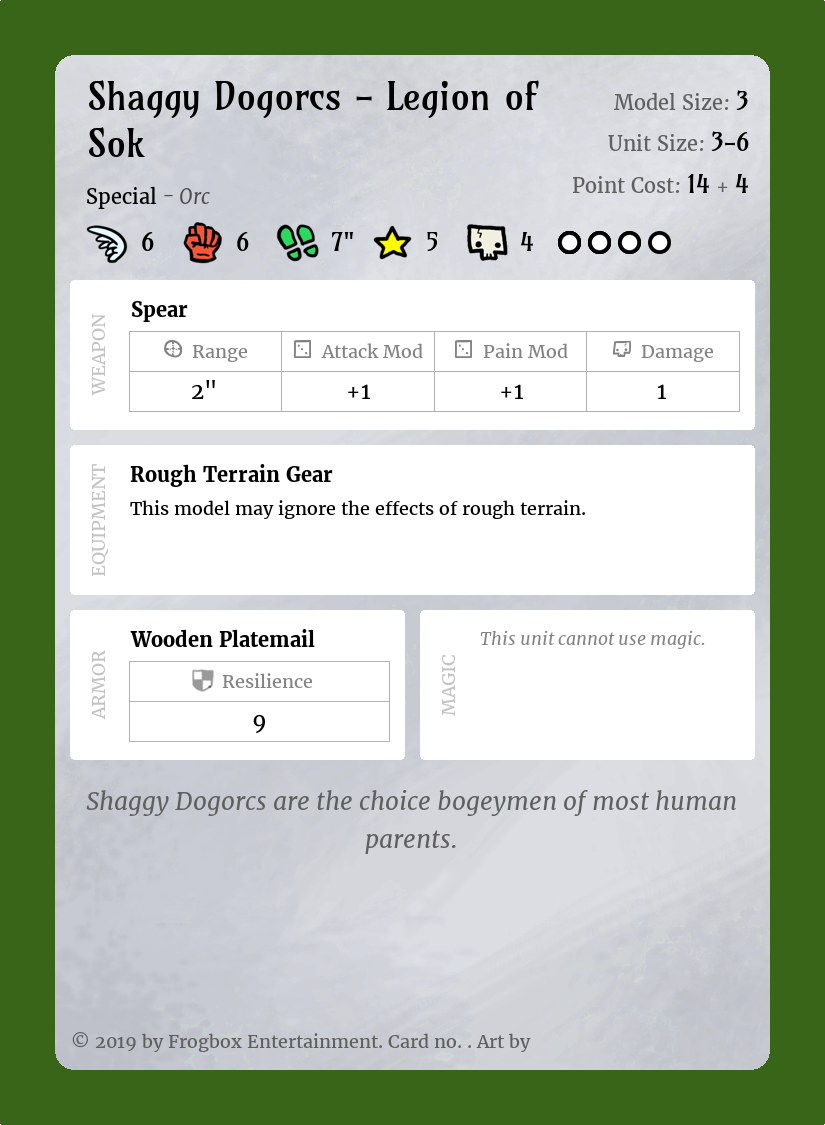 Shaggy Dogorcs – Legion of
Sok
Model Size: 3
Unit Size: 3–6
Point Cost: 14 + 4
Special – Orc
6 6 7" 5 4
WEAPON
Spear
Range Attack Mod Pain Mod Damage
2" +1 +1 1
EQUIPMENT
Rough Terrain Gear
This model may ignore the effects of rough terrain.
ARMOR
Wooden Platemail
Resilience
9
MAGIC
This unit cannot use magic.
Shaggy Dogorcs are the choice bogeymen of most human
parents.
© 2019 by Frogbox Entertainment. Card no. . Art by